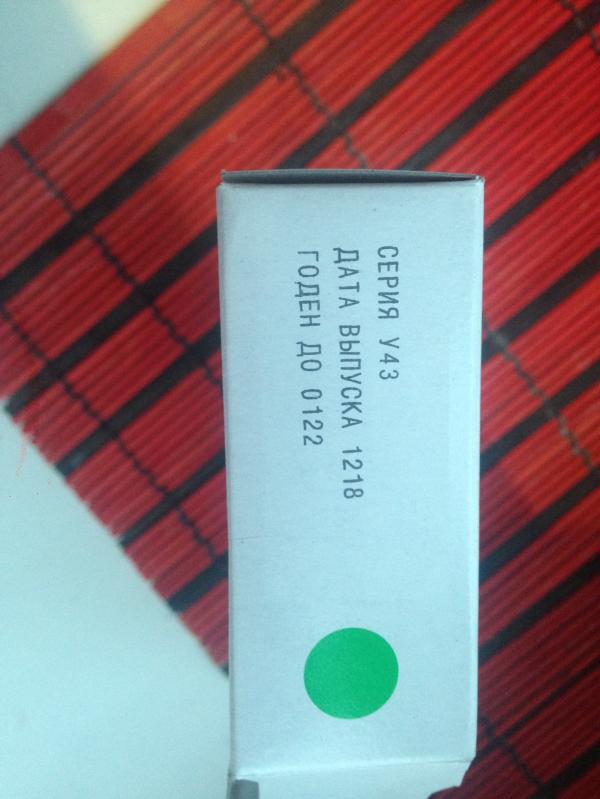 СЕРИЯ У43
ДАТА ВЫПУСКА 1218
ГОДЕН ДО 0122